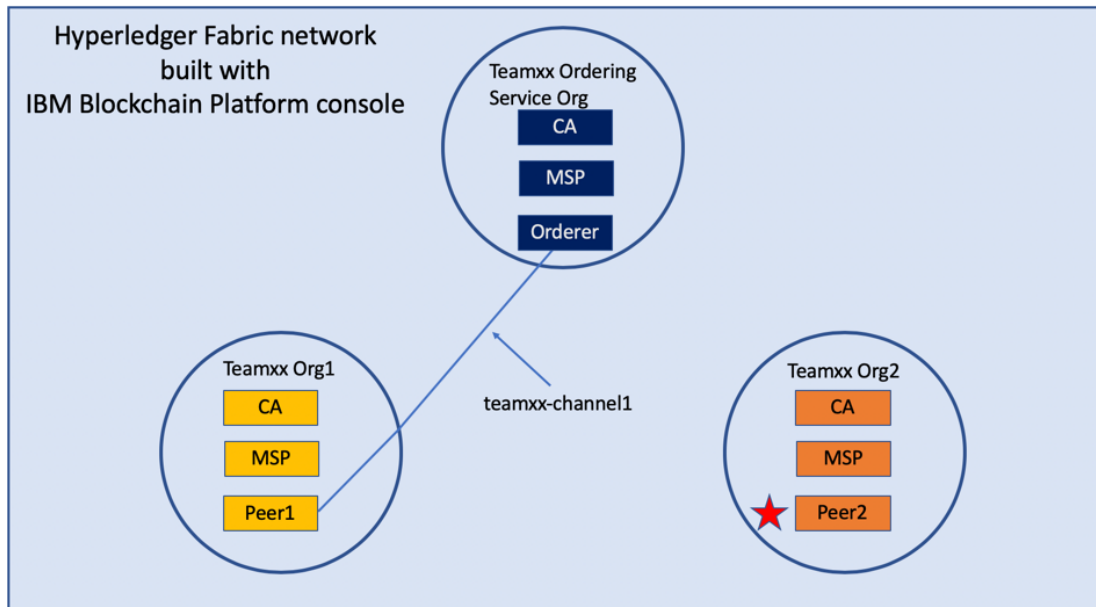 Hyperledger Fabric network
built with
IBM Blockchain Platform console
Teamxx Ordering
Service Org
CA
MSP
Orderer
Teamxx Org1
CA
MSP
Peer1
teamxx-channel1
Teamxx Org2
CA
MSP
Peer2